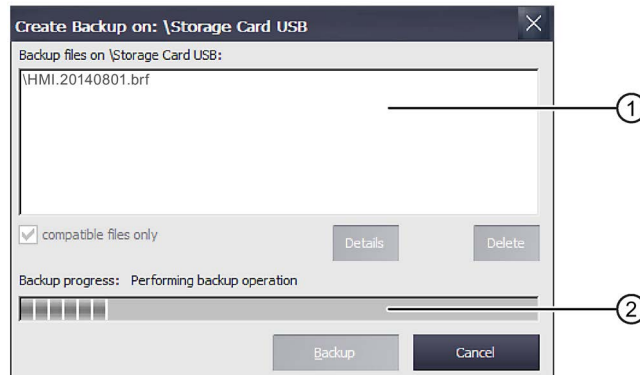 Create Backup on: \Storage Card USB
Backup files on \Storage Card USB:
\HMI.20140801.brf
1
compatible files only
Details
Delete
Backup progress: Performing backup operation
2
Backup
Cancel